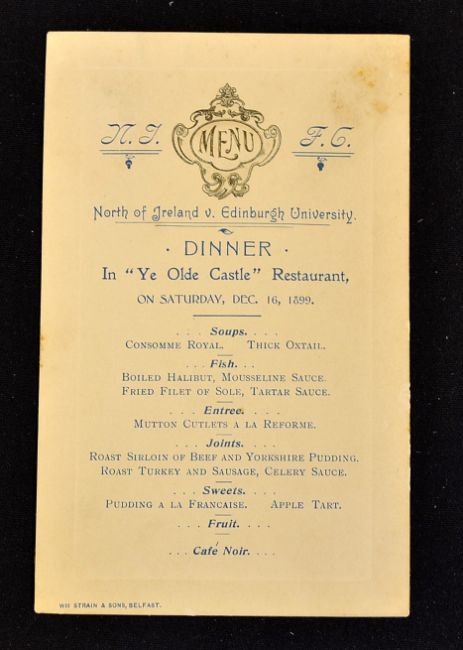 N.I. MENU F.C.
North of Ireland v. Edinburgh University.
· DINNER ·
In "Ye Olde Castle" Restaurant,
ON SATURDAY, DEC. 16, 1899.
. . . Soups. . . .
CONSOMME ROYAL. THICK OXTAIL.
. . . Fish. . .
BOILED HALIBUT, MOUSSELINE SAUCE.
FRIED FILET OF SOLE, TARTAR SAUCE.
. . . Entree. . . .
MUTTON CUTLETS A LA REFORME.
. . . Joints. . . .
ROAST SIRLOIN OF BEEF AND YORKSHIRE PUDDING.
ROAST TURKEY AND SAUSAGE, CELERY SAUCE.
. . . Sweets. . . .
PUDDING A LA FRANCAISE. APPLE TART.
. . . Fruit. . . .
. . . Café Noir. . . .
WM STRAIN & SONS, BELFAST.